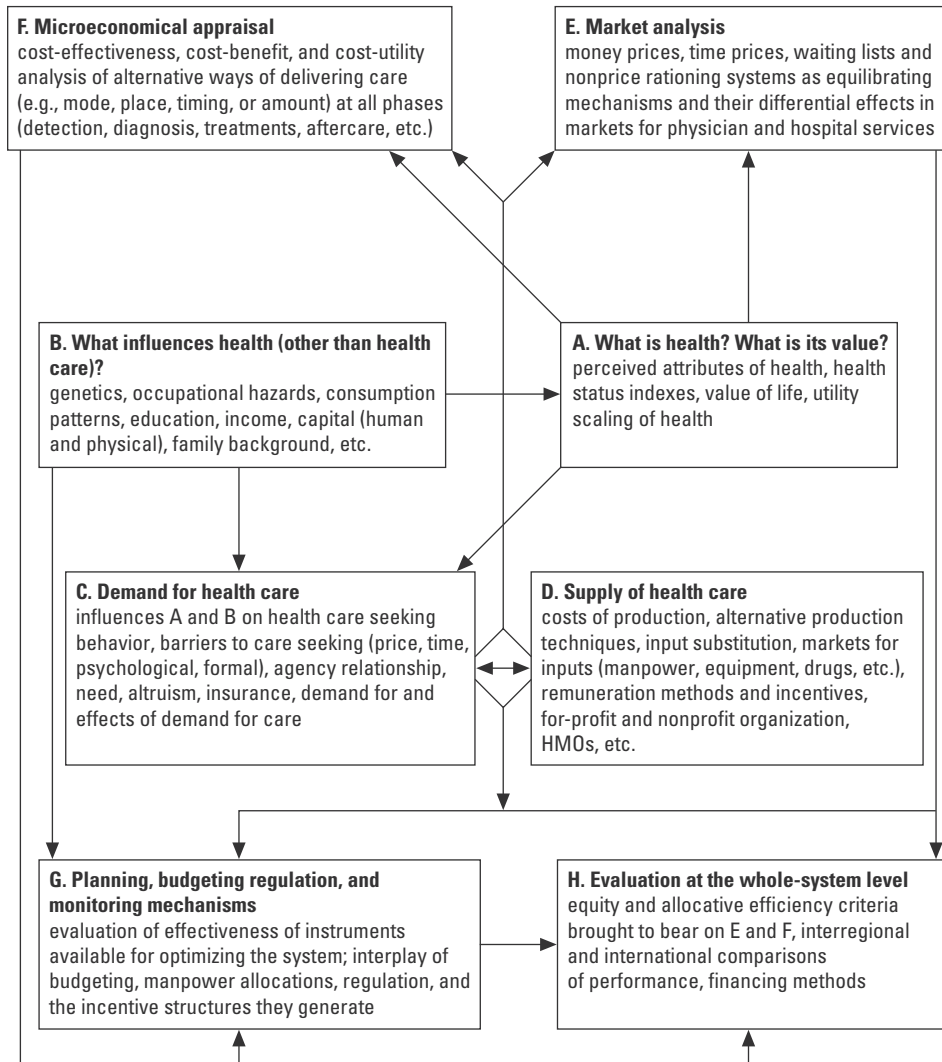 F. Microeconomical appraisal
cost-effectiveness, cost-benefit, and cost-utility
analysis of alternative ways of delivering care
(e.g., mode, place, timing, or amount) at all phases
(detection, diagnosis, treatments, aftercare, etc.)
E. Market analysis
money prices, time prices, waiting lists and
nonprice rationing systems as equilibrating
mechanisms and their differential effects in
markets for physician and hospital services
B. What influences health (other than health
care)?
genetics, occupational hazards, consumption
patterns, education, income, capital (human
and physical), family background, etc.
A. What is health? What is its value?
perceived attributes of health, health
status indexes, value of life, utility
scaling of health
C. Demand for health care
influences A and B on health care seeking
behavior, barriers to care seeking (price, time,
psychological, formal), agency relationship,
need, altruism, insurance, demand for and
effects of demand for care
D. Supply of health care
costs of production, alternative production
techniques, input substitution, markets for
inputs (manpower, equipment, drugs, etc.),
remuneration methods and incentives,
for-profit and nonprofit organization,
HMOs, etc.
G. Planning, budgeting regulation, and
monitoring mechanisms
evaluation of effectiveness of instruments
available for optimizing the system; interplay of
budgeting, manpower allocations, regulation, and
the incentive structures they generate
H. Evaluation at the whole-system level
equity and allocative efficiency criteria
brought to bear on E and F, interregional
and international comparisons
of performance, financing methods